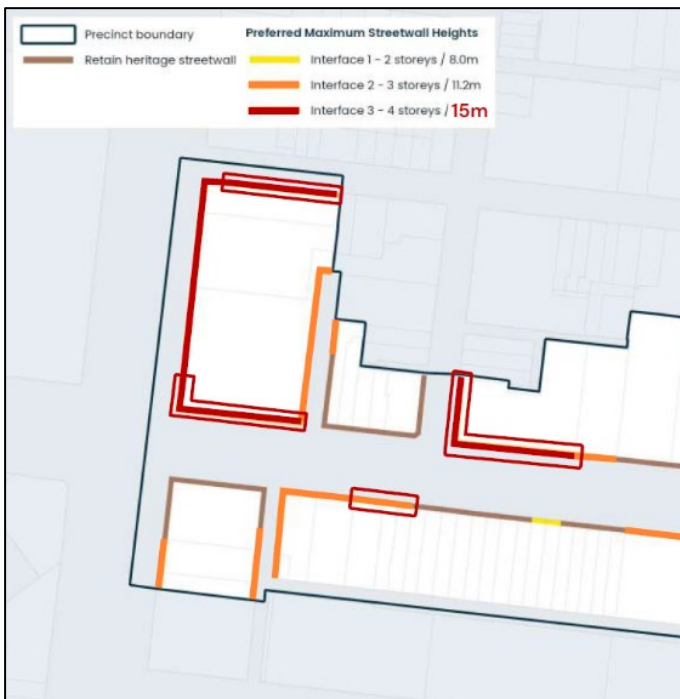 Precinct boundary
Retain heritage streetwall
Preferred Maximum Streetwall Heights
Interface 1 - 2 storeys / 8.0m
Interface 2 - 3 storeys / 11.2m
Interface 3 - 4 storeys / 15m